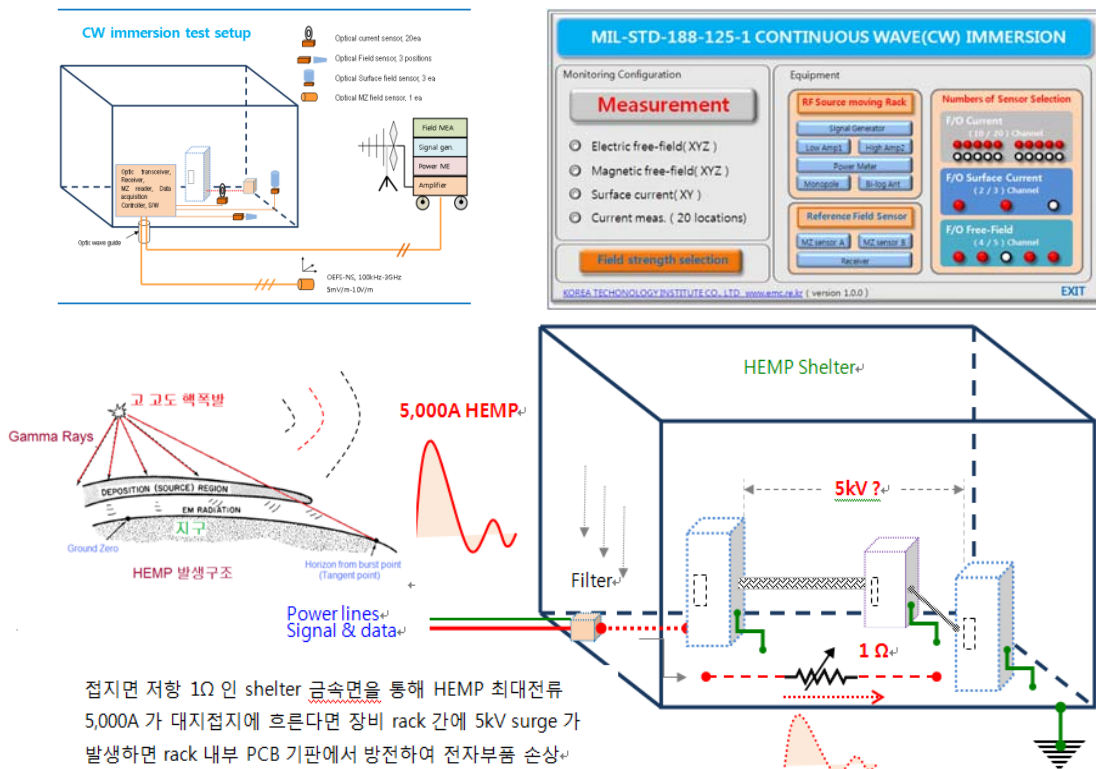 CW immersion test setup
Optical current sensor, 20ea
Optical Field sensor, 3 positions
Optical Surface field sensor, 3 ea
Optical MZ field sensor, 1 ea
Field MEA
Signal gen.
Power ME
Amplifier
Optic transceiver,
Receiver,
MZ reader, Data
acquisition
Controller, S/W
Optic wave guide
OEFS-NS, 100kHz-3GHz
5mV/m-10V/m
MIL-STD-188-125-1 CONTINUOUS WAVE(CW) IMMERSION
Monitoring Configuration
Measurement
Electric free-field( XYZ )
Magnetic free-field( XYZ )
Surface current( XY )
Current meas. ( 20 locations)
Field strength selection
Equipment
RF Source moving Rack
Signal Generator
Low Amp1
High Amp2
Power Meter
Monopole
Bi-log Ant
Reference Field Sensor
MZ sensor A
MZ sensor B
Receiver
Numbers of Sensor Selection
F/O Current
( 10 / 20 ) Channel
F/O Surface Current
( 2 / 3 ) Channel
F/O Free-Field
( 4 / 5 ) Channel
KOREA TECHONOLOGY INSTITUTE CO., LTD www.emc.re.kr ( version 1.0.0 )
EXIT
고 고도 핵폭발
Gamma Rays
DEPOSITION (SOURCE) REGION
EM RADIATION
지구
Ground Zero
Horizon from burst point
(Tangent point)
HEMP 발생구조
5,000A HEMP
HEMP Shelter
5kV ?
Filter
Power lines
Signal & data
1 Ω
접지면 저항 1Ω 인 shelter 금속면을 통해 HEMP 최대전류
5,000A 가 대지접지에 흐른다면 장비 rack 간에 5kV surge 가
발생하면 rack 내부 PCB 기판에서 방전하여 전자부품 손상